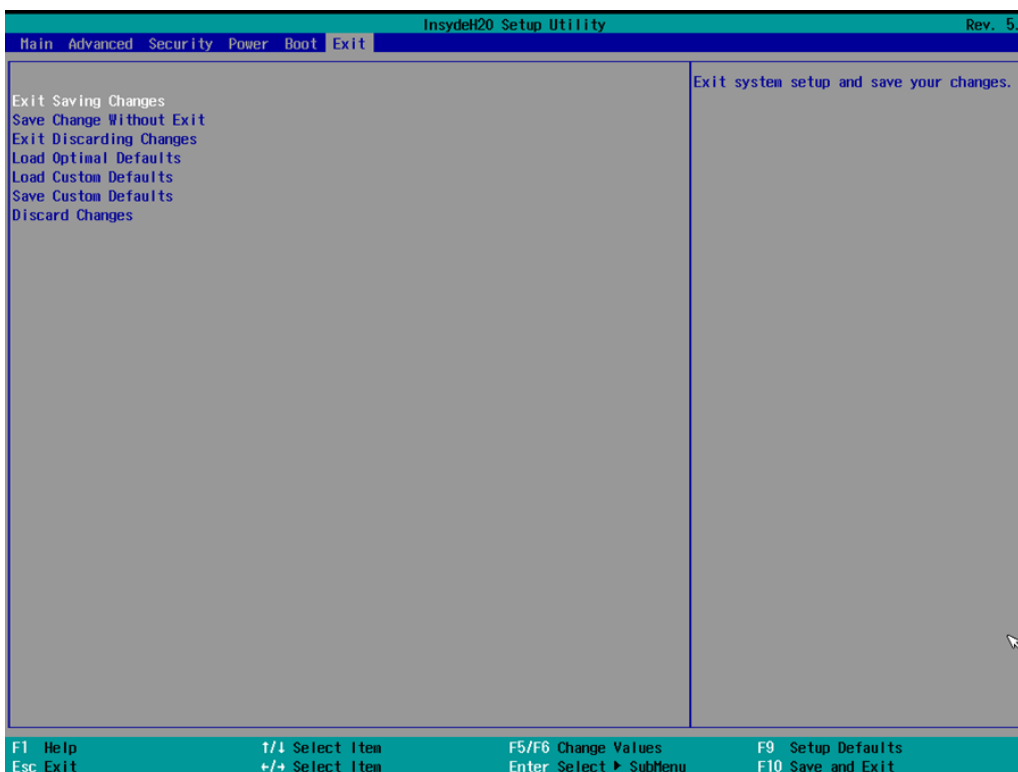 InsydeH20 Setup Utility Rev. 5.
Main Advanced Security Power Boot Exit
Exit system setup and save your changes.
Exit Saving Changes
Save Change Without Exit
Exit Discarding Changes
Load Optimal Defaults
Load Custom Defaults
Save Custom Defaults
Discard Changes
F1 Help ↑/↓ Select Item F5/F6 Change Values F9 Setup Defaults
Esc Exit ←/→ Select Item Enter Select ▶ SubMenu F10 Save and Exit